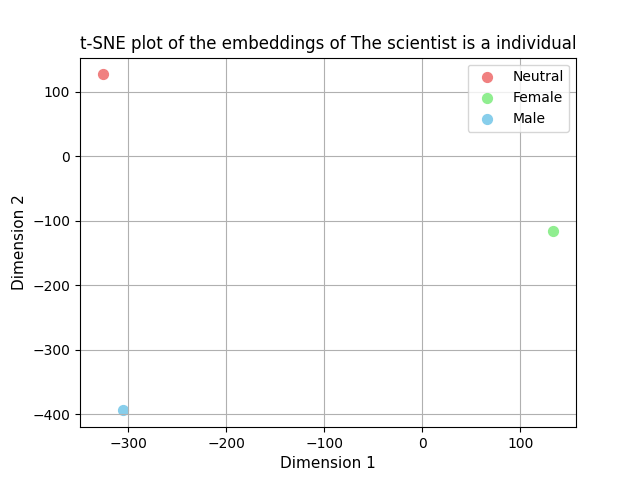 t-SNE plot of the embeddings of The scientist is a individual
Neutral
Female
Male
100
0
−100
−200
−300
−400
Dimension 2
−300
−200
−100
0
100
Dimension 1